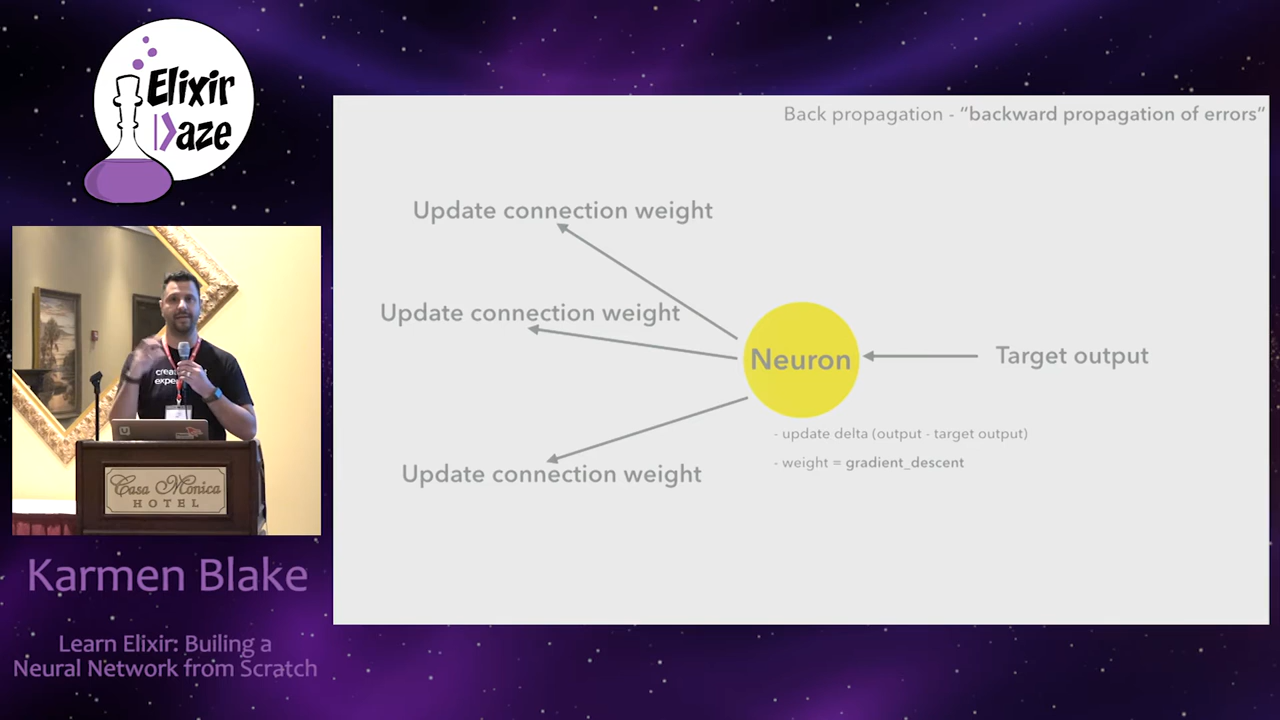 Elixir
Daze
Back propagation - “backward propagation of errors”
Update connection weight
Update connection weight
Neuron
Target output
- update delta (output - target output)
- weight = gradient_descent
Update connection weight
Casa Monica
HOTEL
Karmen Blake
Learn Elixir: Builing a
Neural Network from Scratch